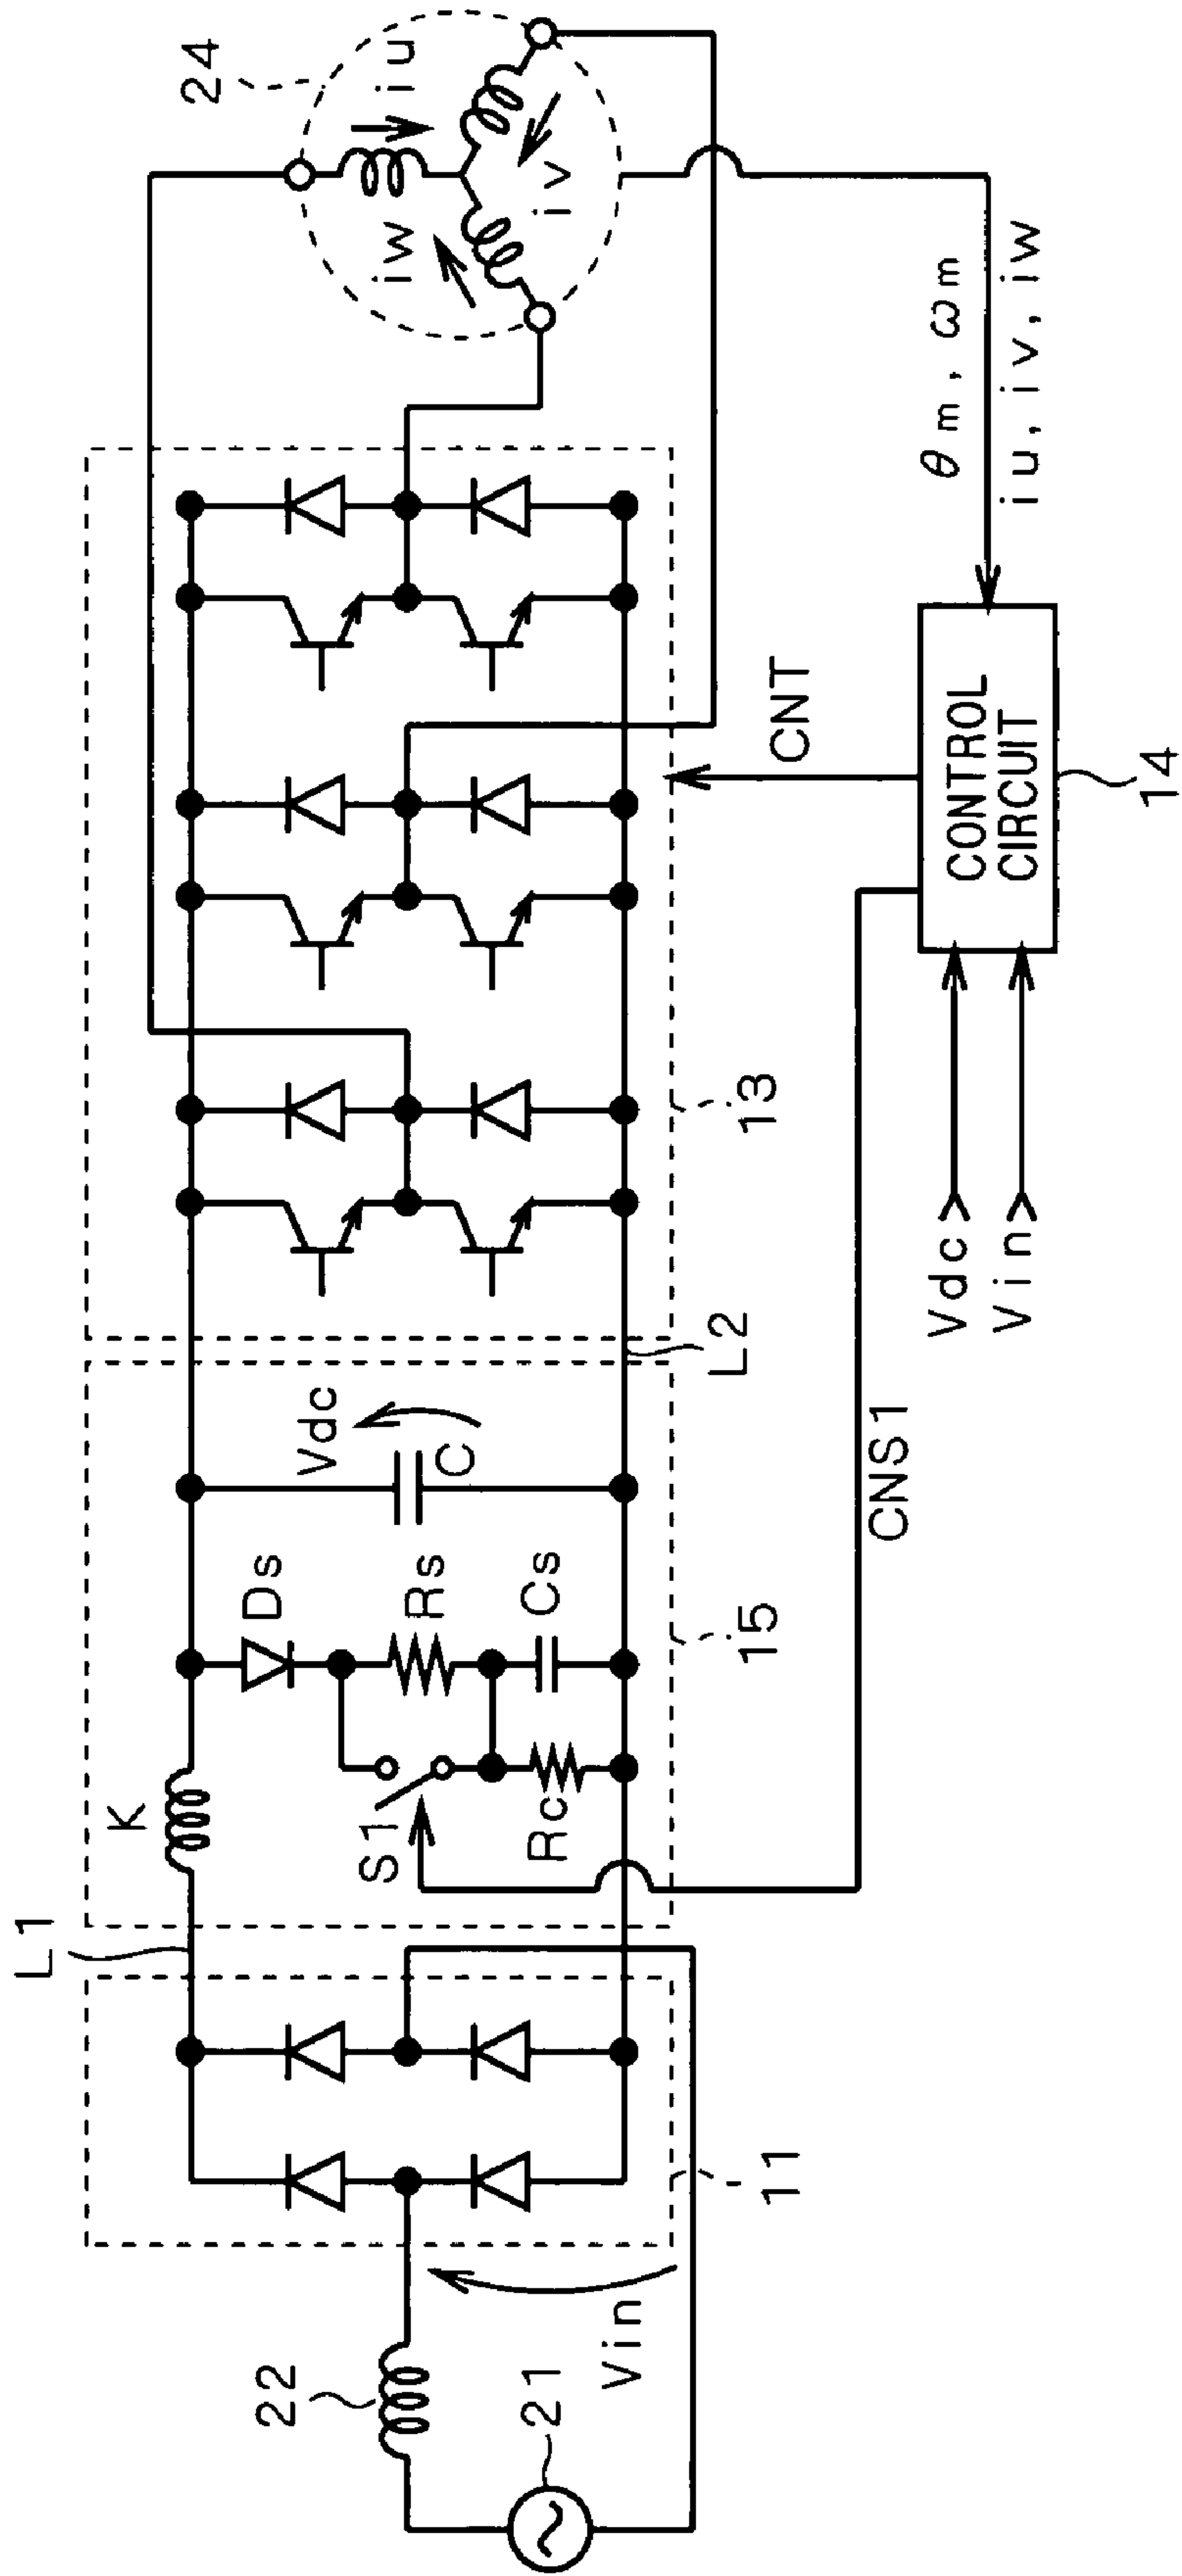 L1
K
Ds
Rs
Cs
S1
Rc
Vdc
C
L2
22
21
Vin
11
15
13
24
iu
iw
iv
CNS1
CNT
θm, ωm
iu, iv, iw
CONTROL
CIRCUIT
14
Vdc
Vin